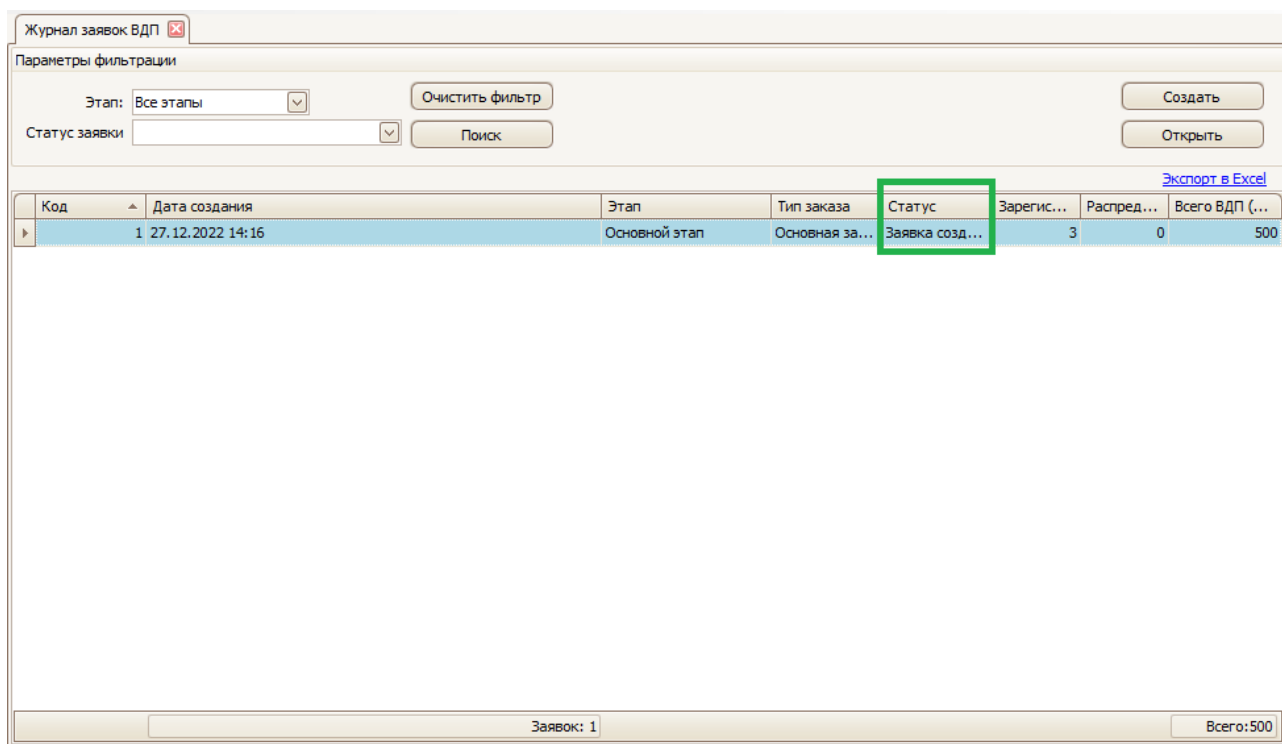 Журнал заявок ВДП
Параметры фильтрации
Этап: Все этапы Очистить фильтр Создать
Статус заявки Поиск Открыть
Экспорт в Excel
Код Дата создания Этап Тип заказа Статус Зарегис... Распред... Всего ВДП (...
1 27.12.2022 14:16 Основной этап Основная за... Заявка созд... 3 0 500
Заявок: 1 Всего:500